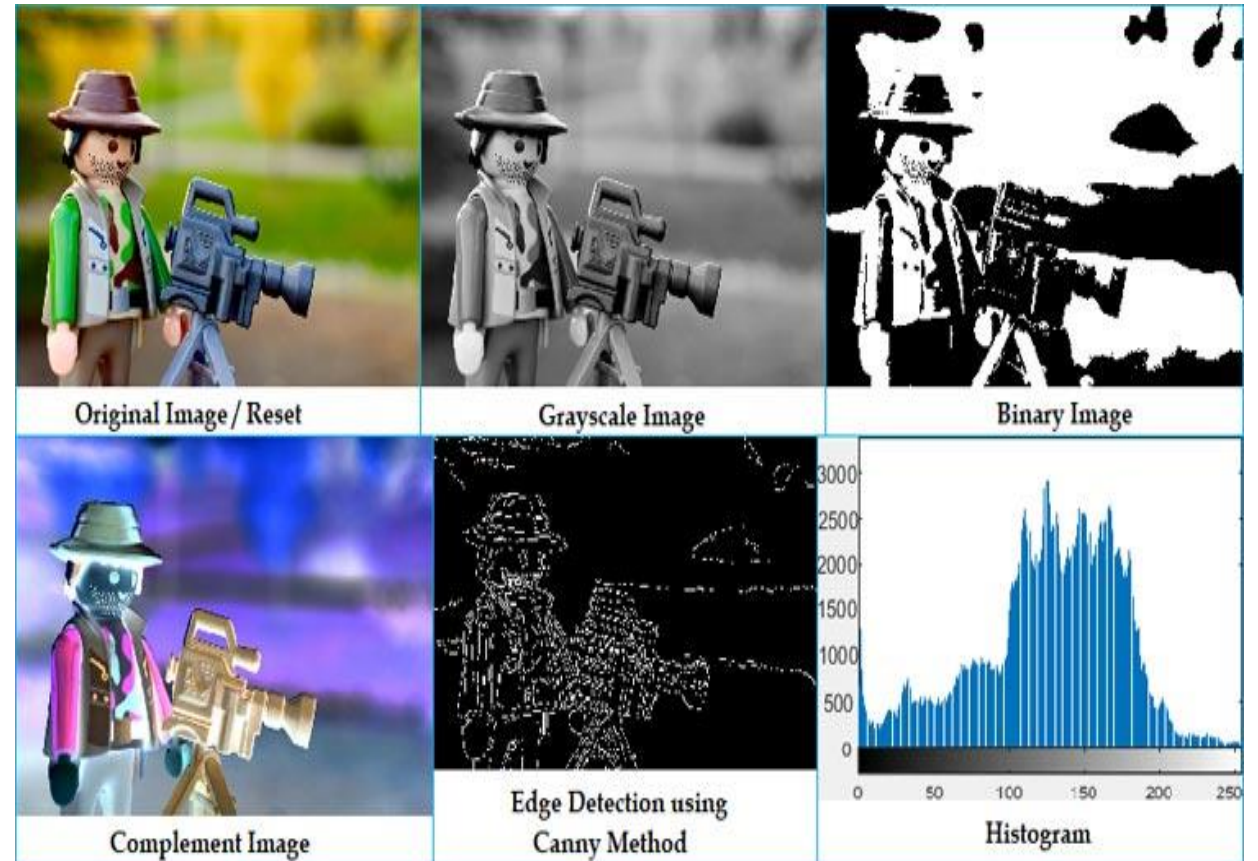 Original Image / Reset
Grayscale Image
Binary Image
3000
2500
2000
1500
1000
500
0
0 50 100 150 200 250
Complement Image
Edge Detection using
Canny Method
Histogram